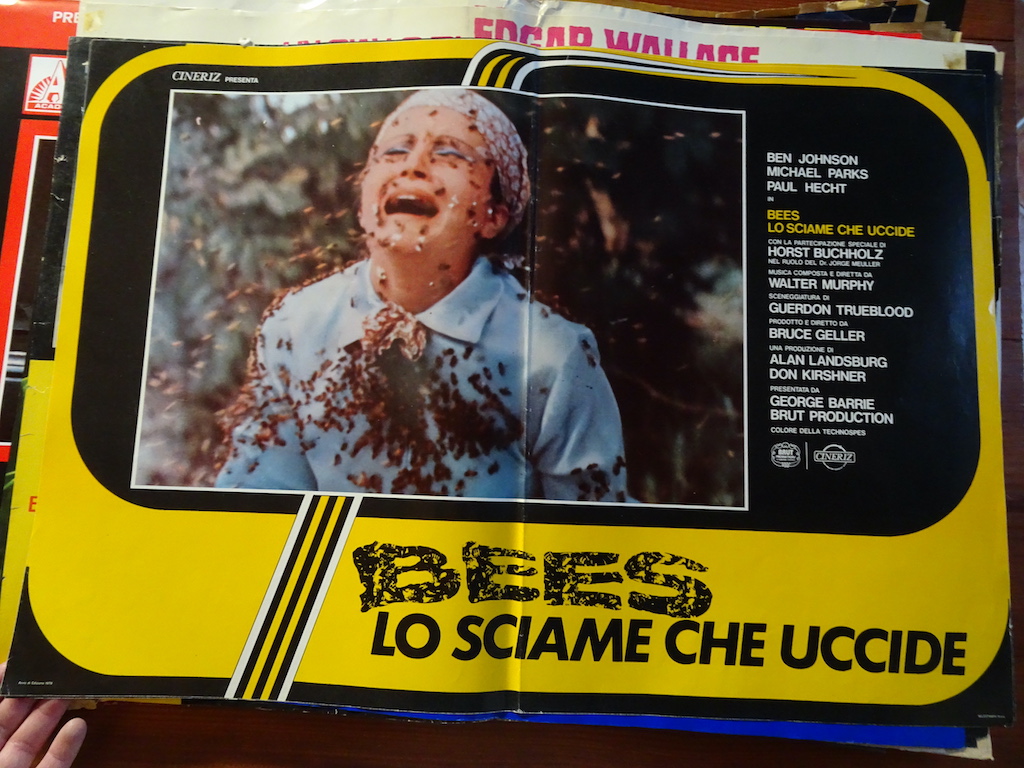 PRE
EDGAR WALLACE
ACAD
CINERIZ PRESENTA
BEN JOHNSON
MICHAEL PARKS
PAUL HECHT
IN
BEES
LO SCIAME CHE UCCIDE
CON LA PARTECIPAZIONE SPECIALE DI
HORST BUCHHOLZ
NEL RUOLO DEL Dr. JORGE MEULLER
MUSICA COMPOSTA E DIRETTA DA
WALTER MURPHY
SCENEGGIATURA DI
GUERDON TRUEBLOOD
PRODOTTO E DIRETTO DA
BRUCE GELLER
UNA PRODUZIONE DI
ALAN LANDSBURG
DON KIRSHNER
PRESENTATA DA
GEORGE BARRIE
BRUT PRODUCTION
COLORE DELLA TECHNOSPES
BRUT
CINERIZ
BEES
LO SCIAME CHE UCCIDE